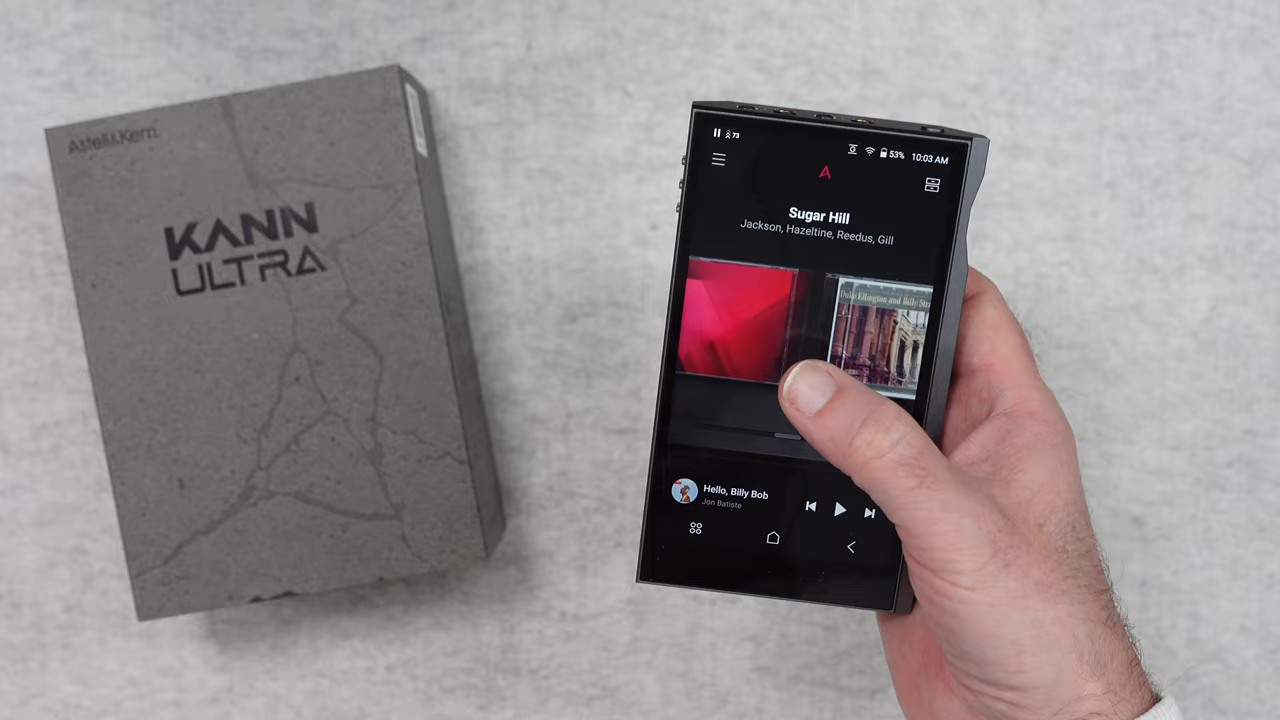 Astell&Kern
KANN
ULTRA
73
53% 10:03 AM
Sugar Hill
Jackson, Hazeltine, Reedus, Gill
Duke Ellington and Billy
Hello, Billy Bob
Jon Batiste